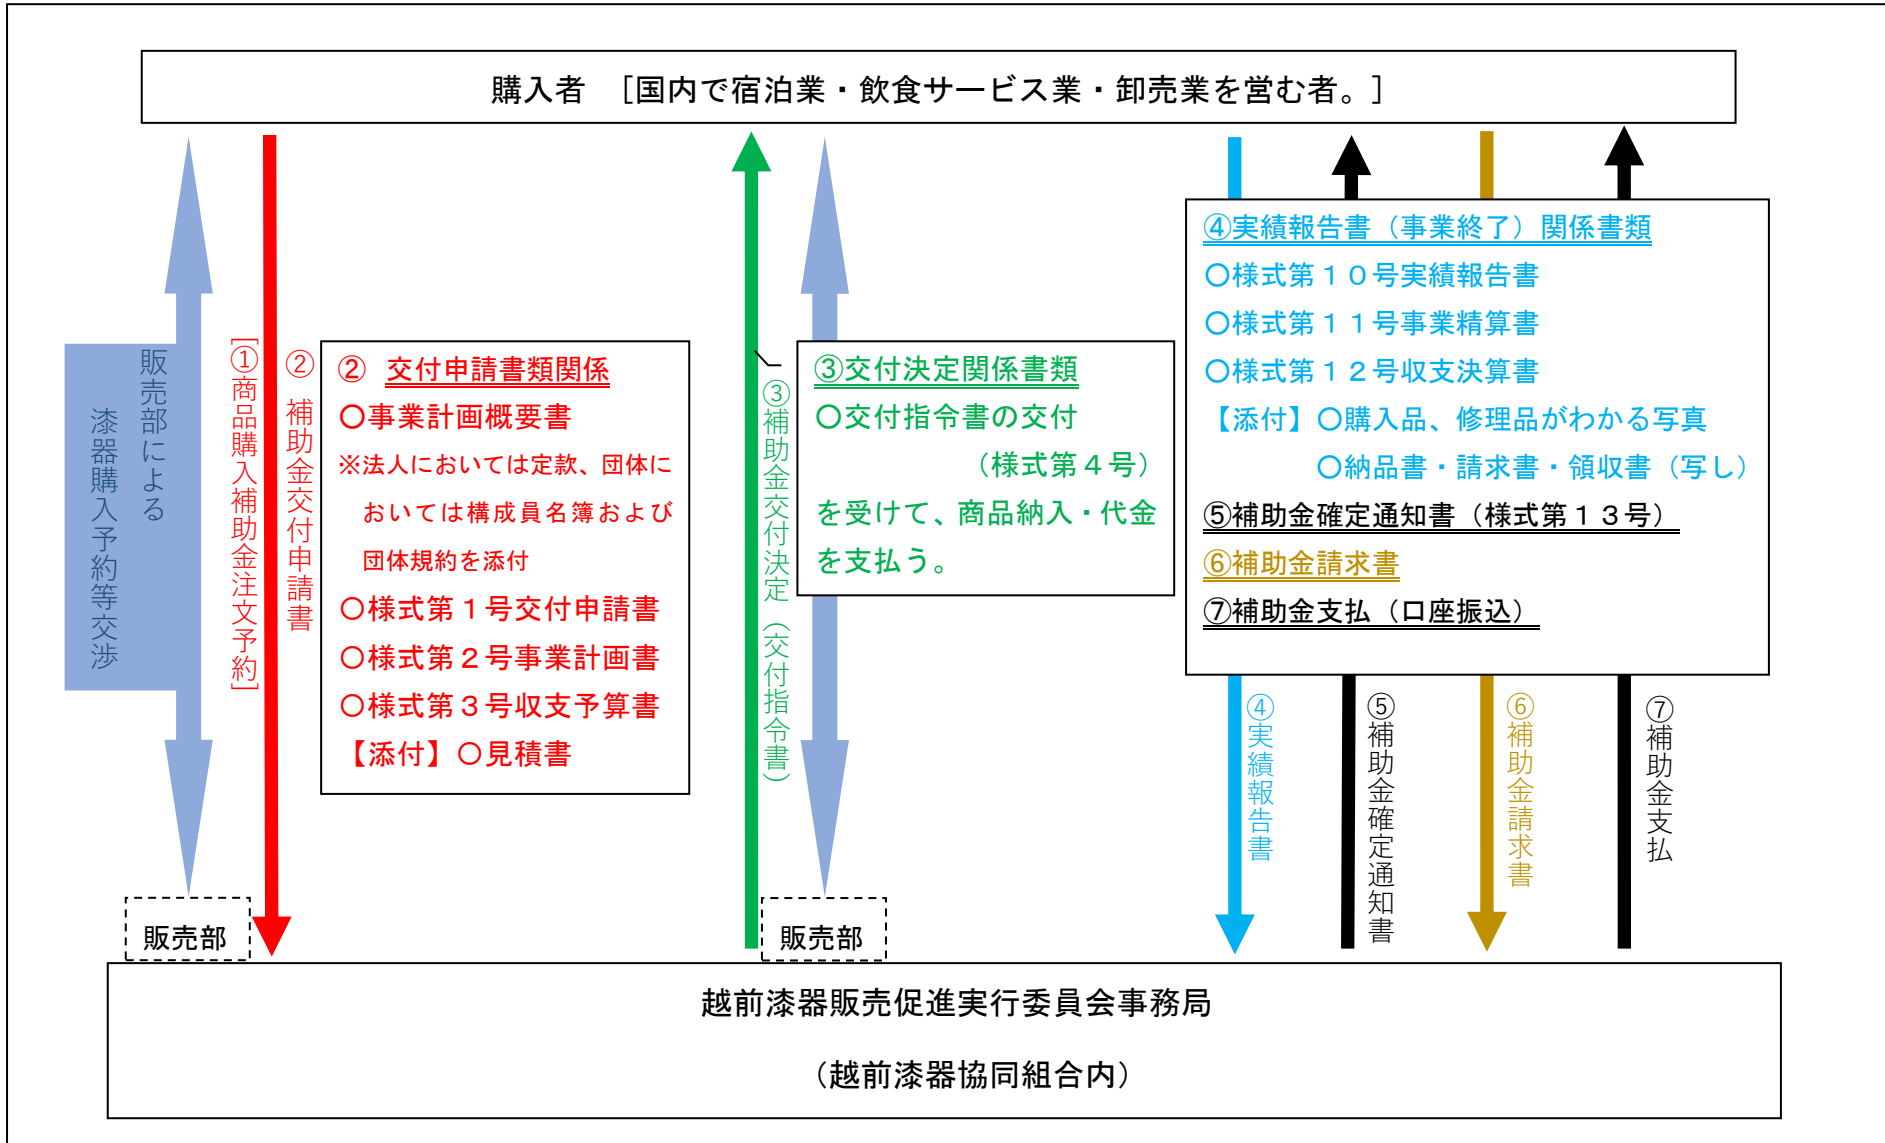 購入者　［国内で宿泊業・飲食サービス業・卸売業を営む者。］
販売部による
漆器購入予約等交渉
［①商品購入補助金注文予約］
② 補助金交付申請書
② 交付申請書類関係
〇事業計画概要書
※法人においては定款、団体に
おいては構成員名簿および
団体規約を添付
〇様式第１号交付申請書
〇様式第２号事業計画書
〇様式第３号収支予算書
【添付】〇見積書
③補助金交付決定（交付指令書）
③交付決定関係書類
〇交付指令書の交付
（様式第４号）
を受けて、商品納入・代金
を支払う。
④実績報告書（事業終了）関係書類
〇様式第１０号実績報告書
〇様式第１１号事業精算書
〇様式第１２号収支決算書
【添付】〇購入品、修理品がわかる写真
〇納品書・請求書・領収書（写し）
⑤補助金確定通知書（様式第１３号）
⑥補助金請求書
⑦補助金支払（口座振込）
④実績報告書
⑤補助金確定通知書
⑥補助金請求書
⑦補助金支払
販売部
販売部
越前漆器販売促進実行委員会事務局
（越前漆器協同組合内）